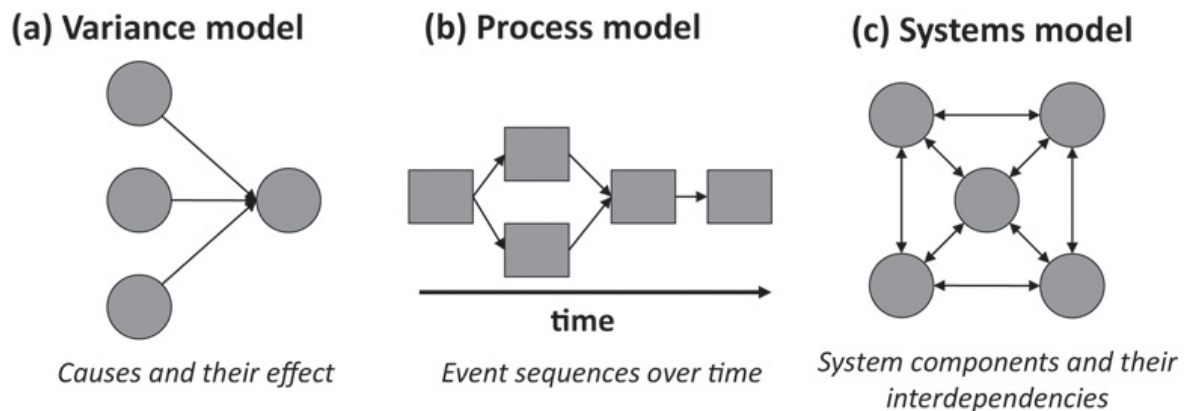 (a) Variance model
(b) Process model
(c) Systems model
time
Causes and their effect
Event sequences over time
System components and their
interdependencies